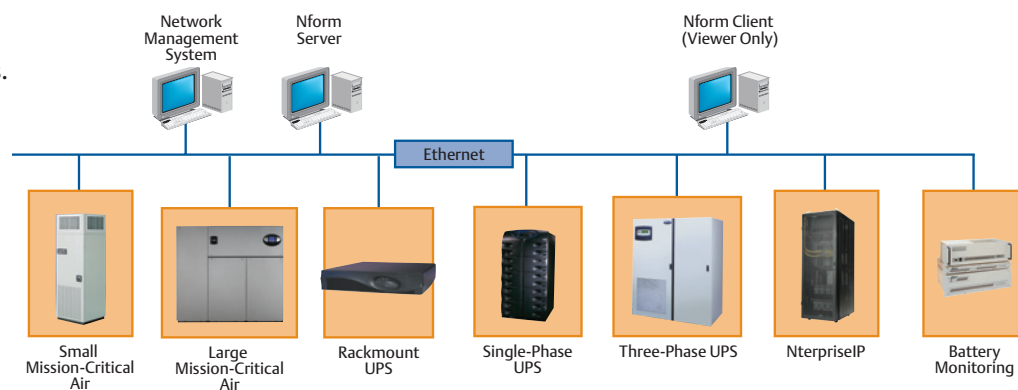 Network
Management
System
Nform
Server
Nform Client
(Viewer Only)
s.
Ethernet
Small
Mission-Critical
Air
Large
Mission-Critical
Air
Rackmount
UPS
Single-Phase
UPS
Three-Phase UPS
NterpriseIP
Battery
Monitoring